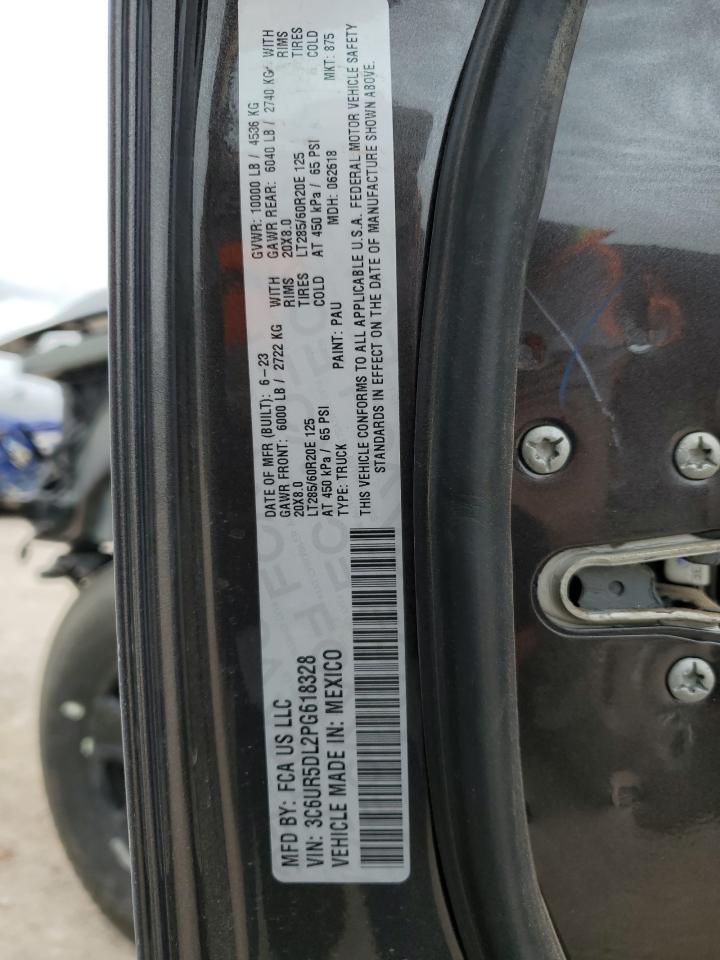 MFD BY: FCA US LLC
VIN: 3C6UR5DL2PG618328
VEHICLE MADE IN: MEXICO
DATE OF MFR (BUILT): 6-23
GVWR: 10000 LB / 4536 KG
GAWR FRONT: 6000 LB / 2722 KG WITH
20X8.0 RIMS
LT285/60R20E 125 TIRES
AT 450 kPa / 65 PSI COLD
GAWR REAR: 6040 LB / 2740 KG WITH
20X8.0 RIMS
LT285/60R20E 125 TIRES
AT 450 kPa / 65 PSI COLD
TYPE: TRUCK PAINT: PAU MDH: 062618 MKT: 875
THIS VEHICLE CONFORMS TO ALL APPLICABLE U.S.A. FEDERAL MOTOR VEHICLE SAFETY
STANDARDS IN EFFECT ON THE DATE OF MANUFACTURE SHOWN ABOVE.